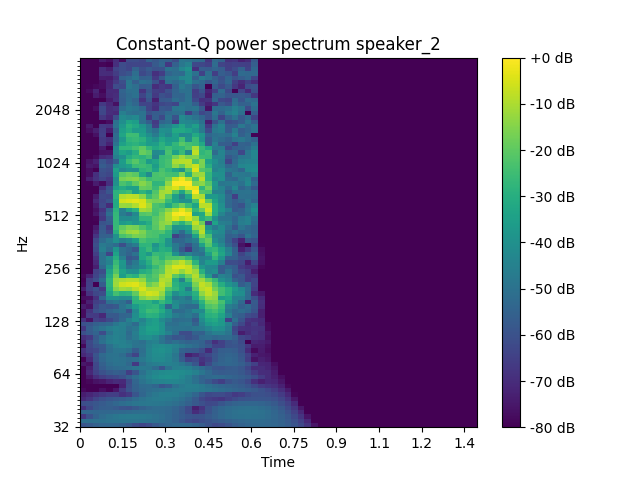 Constant-Q power spectrum speaker_2
+0 dB
2048
-10 dB
1024
-20 dB
512
-30 dB
Hz
-40 dB
256
-50 dB
128
-60 dB
64
-70 dB
32
-80 dB
0 0.15 0.3 0.45 0.6 0.75 0.9 1.1 1.2 1.4
Time